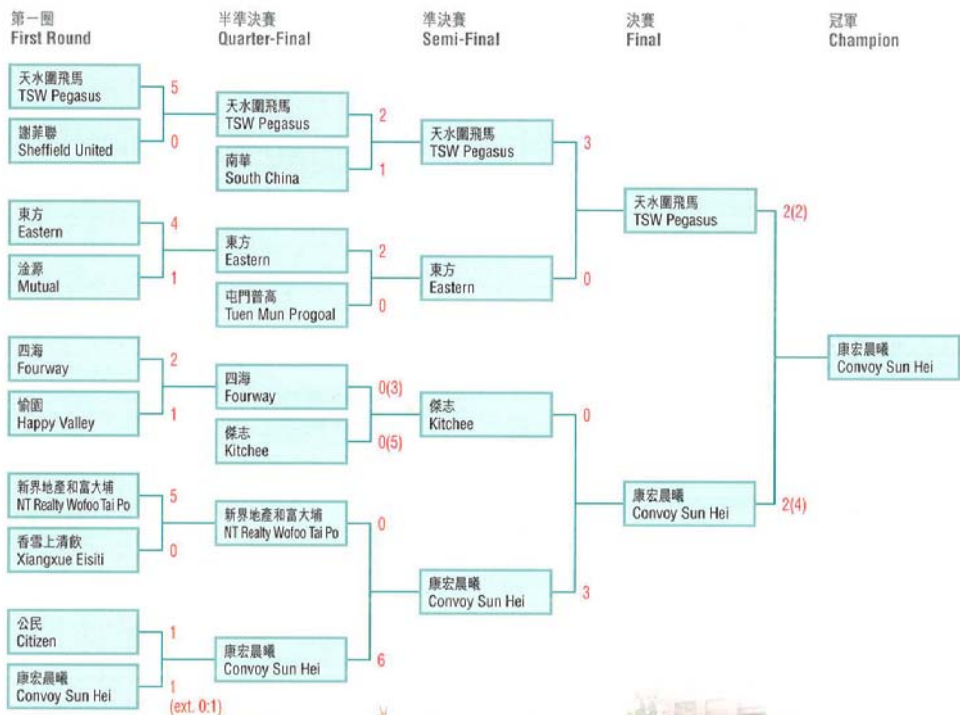 第一圈
First Round
半準決賽
Quarter-Final
準決賽
Semi-Final
決賽
Final
冠軍
Champion
天水圍飛馬
TSW Pegasus
5
謝菲聯
Sheffield United
0
東方
Eastern
4
淦源
Mutual
1
四海
Fourway
2
愉園
Happy Valley
1
新界地產和富大埔
NT Realty Wofoo Tai Po
5
香雪上清飲
Xiangxue Eisiti
0
公民
Citizen
1
康宏晨曦
Convoy Sun Hei
1
(ext. 0:1)
天水圍飛馬
TSW Pegasus
2
南華
South China
1
東方
Eastern
2
屯門普高
Tuen Mun Progoal
0
四海
Fourway
0(3)
傑志
Kitchee
0(5)
新界地產和富大埔
NT Realty Wofoo Tai Po
0
康宏晨曦
Convoy Sun Hei
6
天水圍飛馬
TSW Pegasus
3
東方
Eastern
0
傑志
Kitchee
0
康宏晨曦
Convoy Sun Hei
3
天水圍飛馬
TSW Pegasus
2(2)
康宏晨曦
Convoy Sun Hei
2(4)
康宏晨曦
Convoy Sun Hei